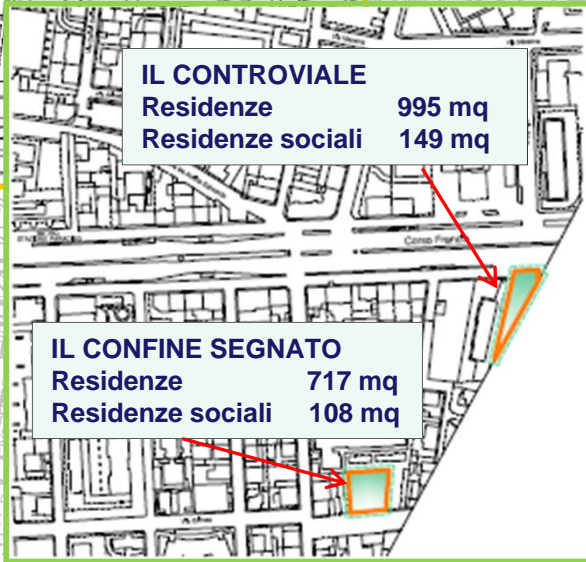 IL CONTROVIALE
Residenze 995 mq
Residenze sociali 149 mq
IL CONFINE SEGNATO
Residenze 717 mq
Residenze sociali 108 mq